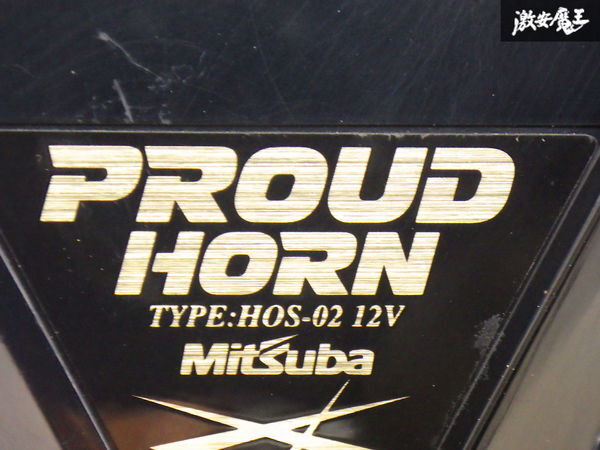 激安魔王
PROUD
HORN
TYPE:HOS-02 12V
Mitsuba